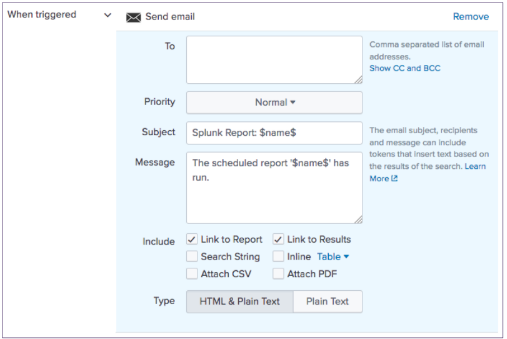 When triggered
Send email
Remove
To
Comma separated list of email
addresses.
Show CC and BCC
Priority
Normal
Subject
Splunk Report: $name$
The email subject, recipients
and message can include
tokens that insert text based on
the results of the search. Learn
More
Message
The scheduled report '$name$' has
run.
Include
Link to Report
Link to Results
Search String
Inline Table
Attach CSV
Attach PDF
Type
HTML & Plain Text
Plain Text